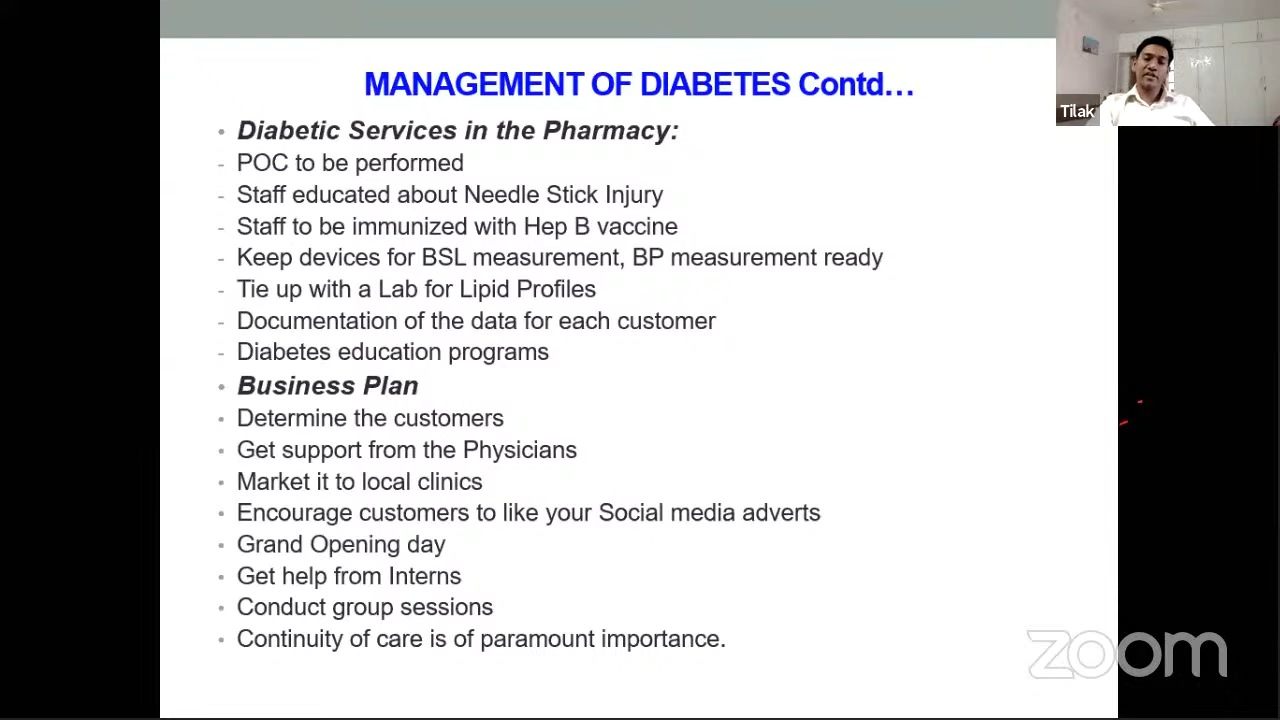 MANAGEMENT OF DIABETES Contd...
• Diabetic Services in the Pharmacy:
- POC to be performed
- Staff educated about Needle Stick Injury
- Staff to be immunized with Hep B vaccine
- Keep devices for BSL measurement, BP measurement ready
- Tie up with a Lab for Lipid Profiles
- Documentation of the data for each customer
- Diabetes education programs
• Business Plan
• Determine the customers
• Get support from the Physicians
• Market it to local clinics
• Encourage customers to like your Social media adverts
• Grand Opening day
• Get help from Interns
• Conduct group sessions
• Continuity of care is of paramount importance.
Tilak
zoom